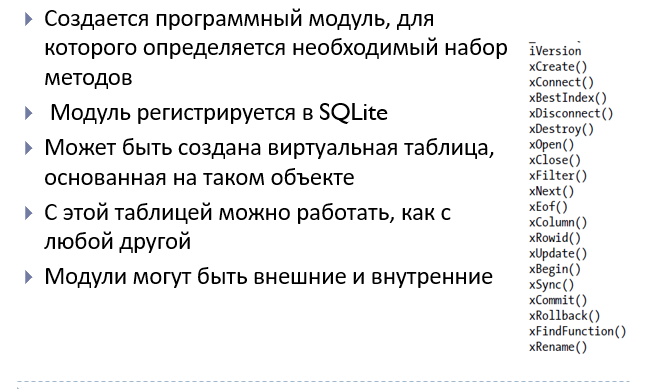 Создается программный модуль, для
которого определяется необходимый набор
методов
Модуль регистрируется в SQLite
Может быть создана виртуальная таблица,
основанная на таком объекте
С этой таблицей можно работать, как с
любой другой
Модули могут быть внешние и внутренние
iVersion
xCreate()
xConnect()
xBestIndex()
xDisconnect()
xDestroy()
xOpen()
xClose()
xFilter()
xNext()
xEof()
xColumn()
xRowid()
xUpdate()
xBegin()
xSync()
xCommit()
xRollback()
xFindFunction()
xRename()